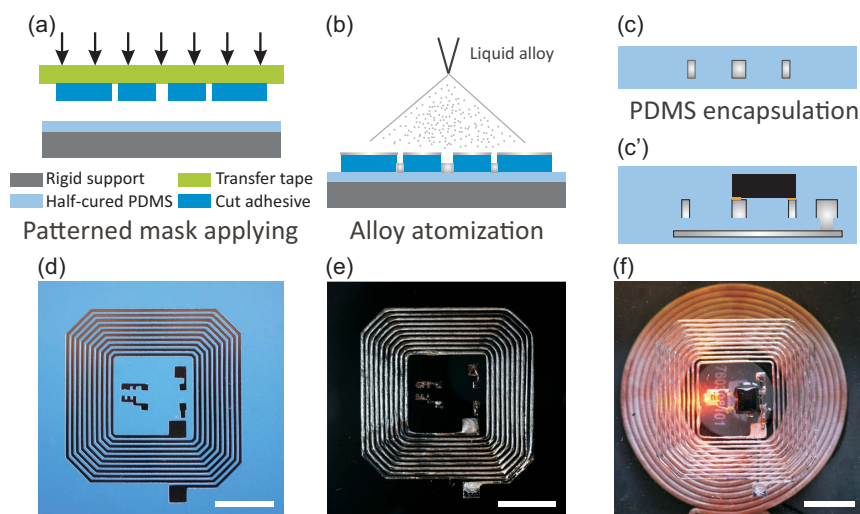 (a)
(b)
Liquid alloy
(c)
PDMS encapsulation
(c')
Rigid support
Transfer tape
Half-cured PDMS
Cut adhesive
Patterned mask applying
Alloy atomization
(d)
(e)
(f)